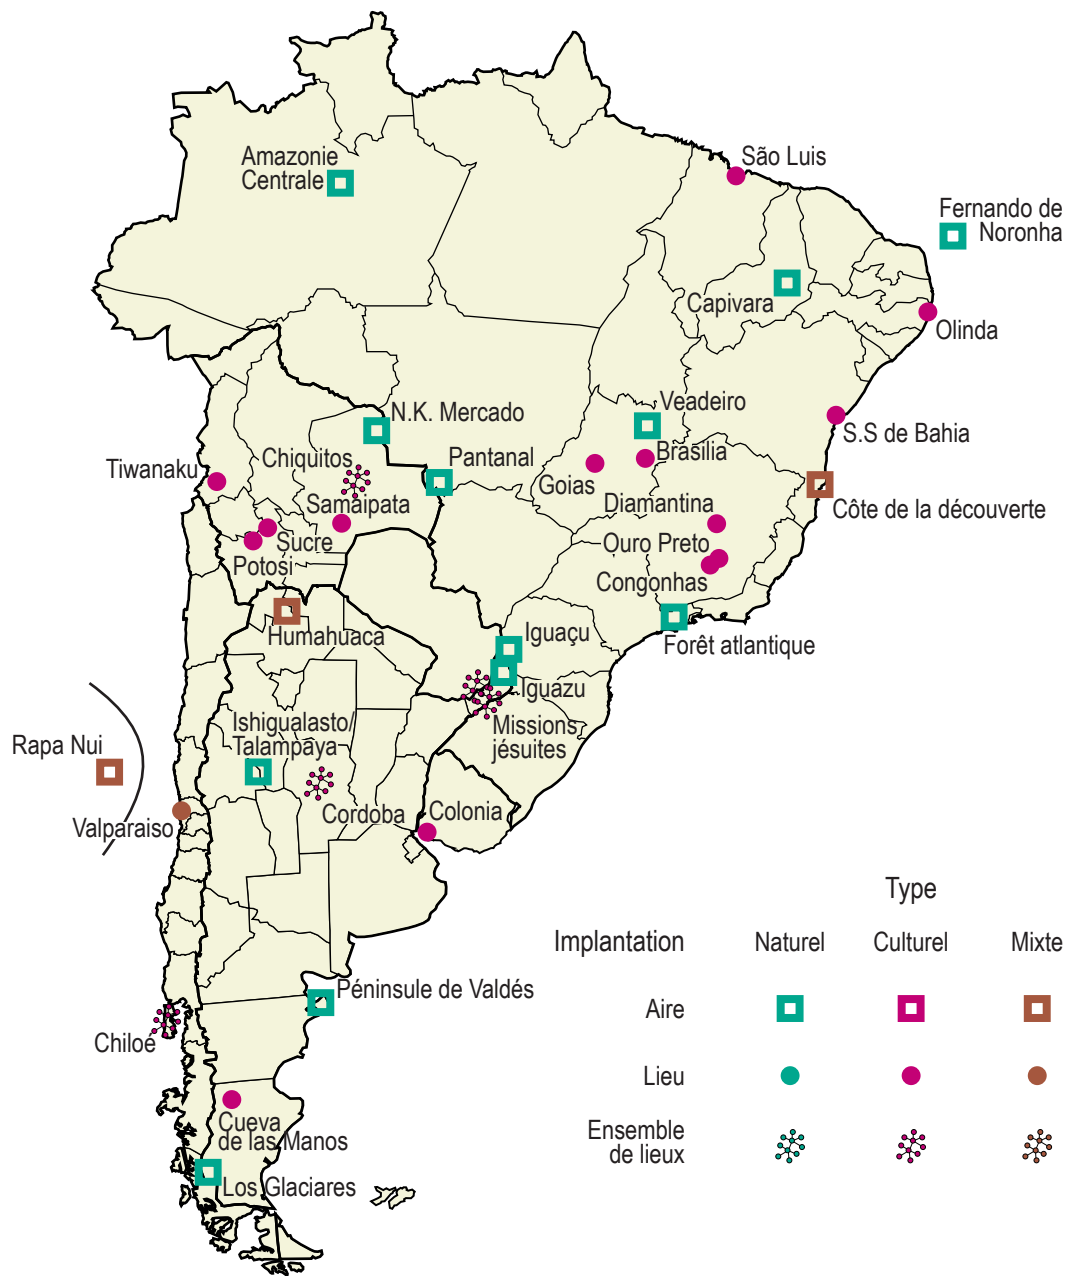 Amazonie
Centrale
São Luis
Fernando de
Noronha
Capivara
Olinda
N.K. Mercado
Veadeiro
S.S de Bahia
Tiwanaku
Chiquitos
Pantanal
Brasilia
Goias
Samaipata
Diamantina
Côte de la découverte
Sucre
Potosi
Ouro Preto
Congonhas
Humahuaca
Iguaçu
Forêt atlantique
Iguazu
Ishigualasto/
Talampaya
Missions
jésuites
Rapa Nui
Valparaiso
Cordoba
Colonia
Type
Implantation
Naturel
Culturel
Mixte
Péninsule de Valdés
Aire
Chiloé
Lieu
Cueva
de las Manos
Ensemble
de lieux
Los Glaciares